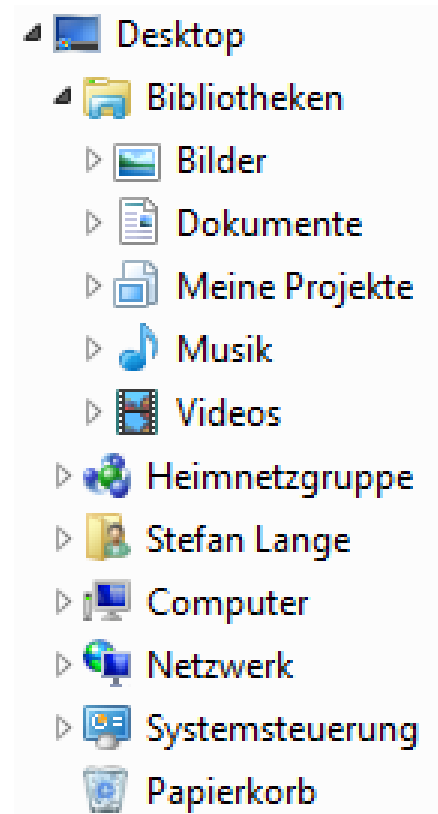 Desktop
Bibliotheken
Bilder
Dokumente
Meine Projekte
Musik
Videos
Heimnetzgruppe
Stefan Lange
Computer
Netzwerk
Systemsteuerung
Papierkorb